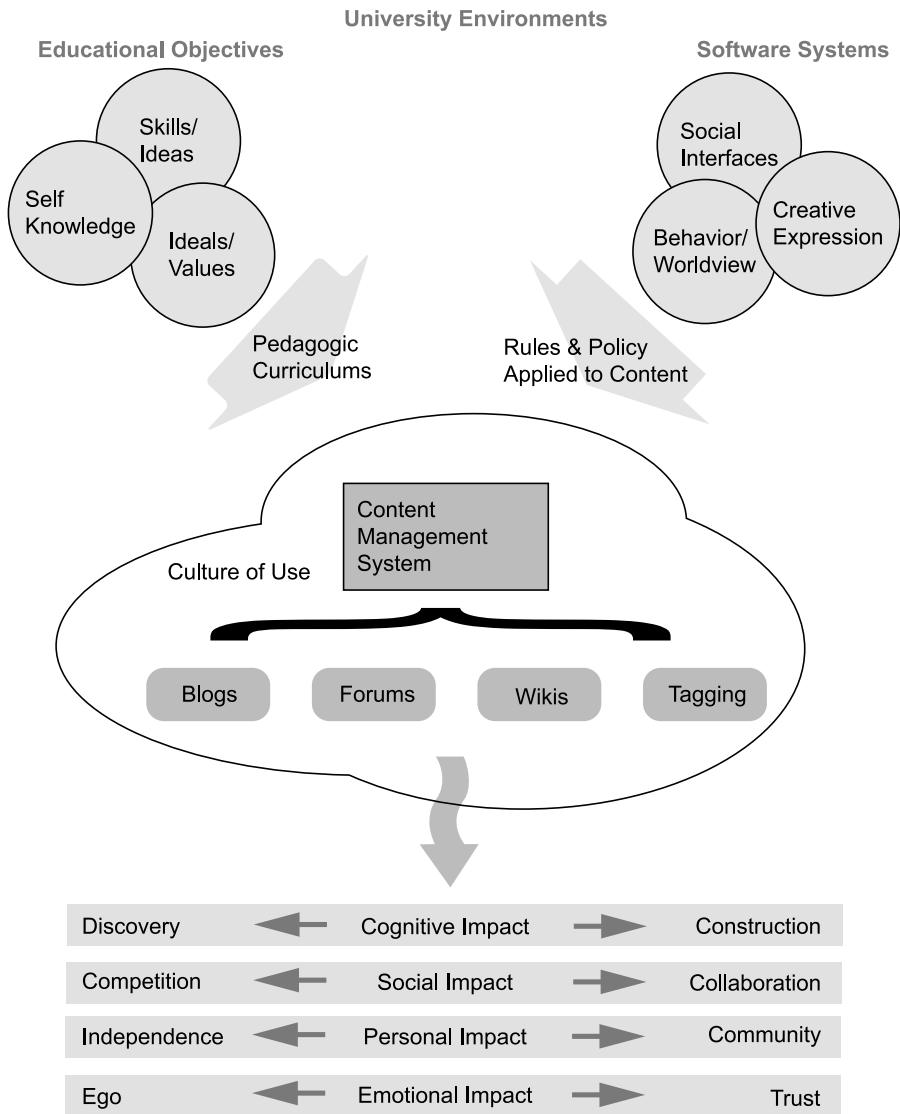 University Environments
Educational Objectives
Software Systems
Skills/
Ideas
Self
Knowledge
Ideals/
Values
Social
Interfaces
Creative
Expression
Behavior/
Worldview
Pedagogic
Curriculums
Rules & Policy
Applied to Content
Content
Management
System
Culture of Use
Blogs
Forums
Wikis
Tagging
Discovery
Cognitive Impact
Construction
Competition
Social Impact
Collaboration
Independence
Personal Impact
Community
Ego
Emotional Impact
Trust